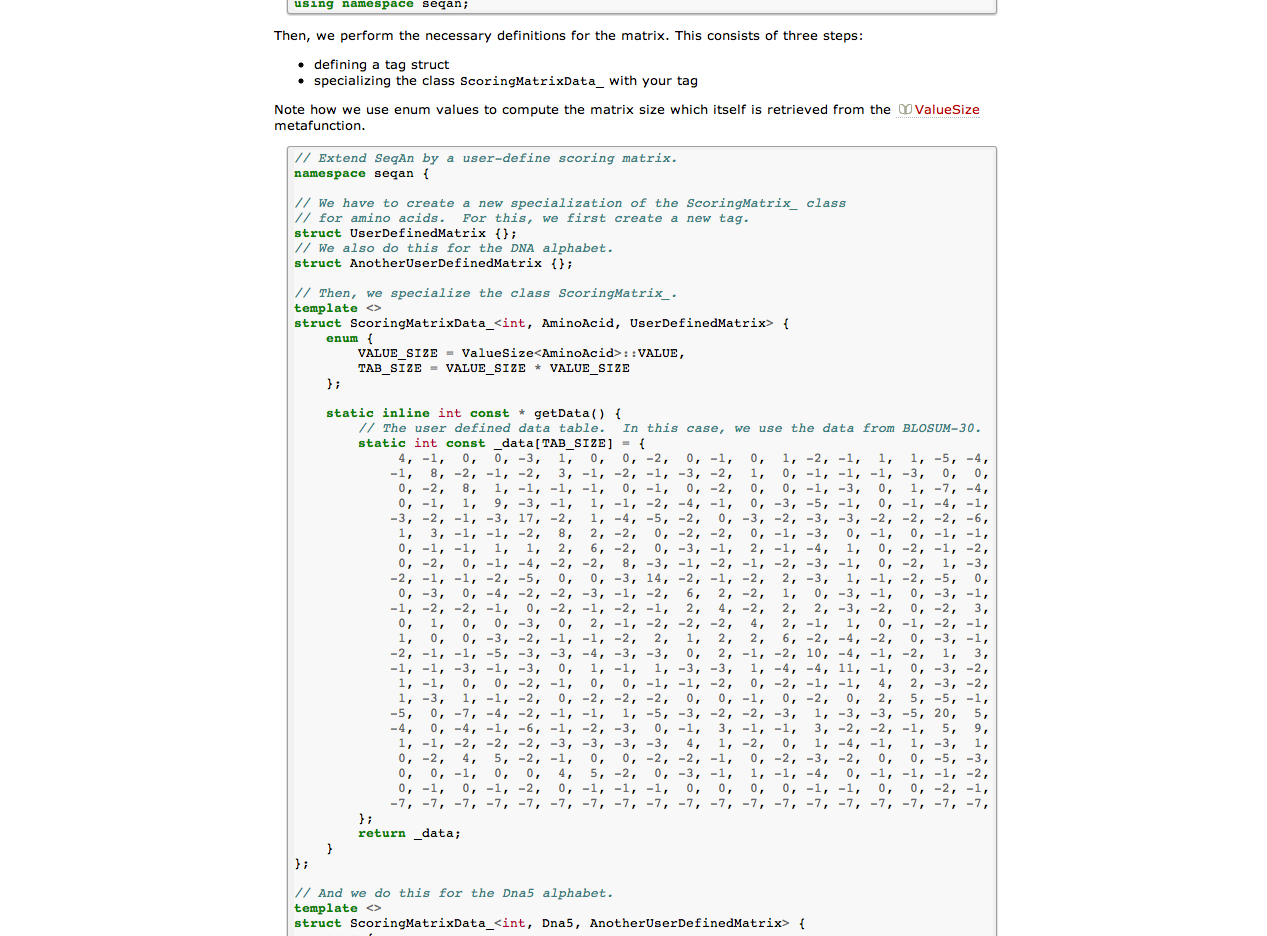 using namespace seqan;
Then, we perform the necessary definitions for the matrix. This consists of three steps:
• defining a tag struct
• specializing the class ScoringMatrixData_ with your tag
Note how we use enum values to compute the matrix size which itself is retrieved from the ValueSize
metafunction.
// Extend SeqAn by a user-define scoring matrix.
namespace seqan {
// We have to create a new specialization of the ScoringMatrix_ class
// for amino acids.  For this, we first create a new tag.
struct UserDefinedMatrix {};
// We also do this for the DNA alphabet.
struct AnotherUserDefinedMatrix {};
// Then, we specialize the class ScoringMatrix_.
template <>
struct ScoringMatrixData_<int, AminoAcid, UserDefinedMatrix> {
enum {
VALUE_SIZE = ValueSize<AminoAcid>::VALUE,
TAB_SIZE = VALUE_SIZE * VALUE_SIZE
};
static inline int const * getData() {
// The user defined data table.  In this case, we use the data from BLOSUM-30.
static int const _data[TAB_SIZE] = {
4, -1, 0, 0, -3, 1, 0, 0, -2, 0, -1, 0, 1, -2, -1, 1, 1, -5, -4,
-1, 8, -2, -1, -2, 3, -1, -2, -1, -3, -2, 1, 0, -1, -1, -1, -3, 0, 0,
0, -2, 8, 1, -1, -1, -1, 0, -1, 0, -2, 0, 0, -1, -3, 0, 1, -7, -4,
0, -1, 1, 9, -3, -1, 1, -1, -2, -4, -1, 0, -3, -5, -1, 0, -1, -4, -1,
-3, -2, -1, -3, 17, -2, 1, -4, -5, -2, 0, -3, -2, -3, -3, -2, -2, -2, -6,
1, 3, -1, -1, -2, 8, 2, -2, 0, -2, -2, 0, -1, -3, 0, -1, 0, -1, -1,
0, -1, -1, 1, 1, 2, 6, -2, 0, -3, -1, 2, -1, -4, 1, 0, -2, -1, -2,
0, -2, 0, -1, -4, -2, -2, 8, -3, -1, -2, -1, -2, -3, -1, 0, -2, 1, -3,
-2, -1, -1, -2, -5, 0, 0, -3, 14, -2, -1, -2, 2, -3, 1, -1, -2, -5, 0,
0, -3, 0, -4, -2, -2, -3, -1, -2, 6, 2, -2, 1, 0, -3, -1, 0, -3, -1,
-1, -2, -2, -1, 0, -2, -1, -2, -1, 2, 4, -2, 2, 2, -3, -2, 0, -2, 3,
0, 1, 0, 0, -3, 0, 2, -1, -2, -2, -2, 4, 2, -1, 1, 0, -1, -2, -1,
1, 0, 0, -3, -2, -1, -1, -2, 2, 1, 2, 2, 6, -2, -4, -2, 0, -3, -1,
-2, -1, -1, -5, -3, -3, -4, -3, -3, 0, 2, -1, -2, 10, -4, -1, -2, 1, 3,
-1, -1, -3, -1, -3, 0, 1, -1, 1, -3, -3, 1, -4, -4, 11, -1, 0, -3, -2,
1, -1, 0, 0, -2, -1, 0, 0, -1, -1, -2, 0, -2, -1, -1, 4, 2, -3, -2,
1, -3, 1, -1, -2, 0, -2, -2, -2, 0, 0, -1, 0, -2, 0, 2, 5, -5, -1,
-5, 0, -7, -4, -2, -1, -1, 1, -5, -3, -2, -2, -3, 1, -3, -3, -5, 20, 5,
-4, 0, -4, -1, -6, -1, -2, -3, 0, -1, 3, -1, -1, 3, -2, -2, -1, 5, 9,
1, -1, -2, -2, -2, -3, -3, -3, -3, 4, 1, -2, 0, 1, -4, -1, 1, -3, 1,
0, -2, 4, 5, -2, -1, 0, 0, -2, -2, -1, 0, -2, -3, -2, 0, 0, -5, -3,
0, 0, -1, 0, 0, 4, 5, -2, 0, -3, -1, 1, -1, -4, 0, -1, -1, -1, -2,
0, -1, 0, -1, -2, 0, -1, -1, -1, 0, 0, 0, 0, -1, -1, 0, 0, -2, -1,
-7, -7, -7, -7, -7, -7, -7, -7, -7, -7, -7, -7, -7, -7, -7, -7, -7, -7, -7,
};
return _data;
}
};
// And we do this for the Dna5 alphabet.
template <>
struct ScoringMatrixData_<int, Dna5, AnotherUserDefinedMatrix> {